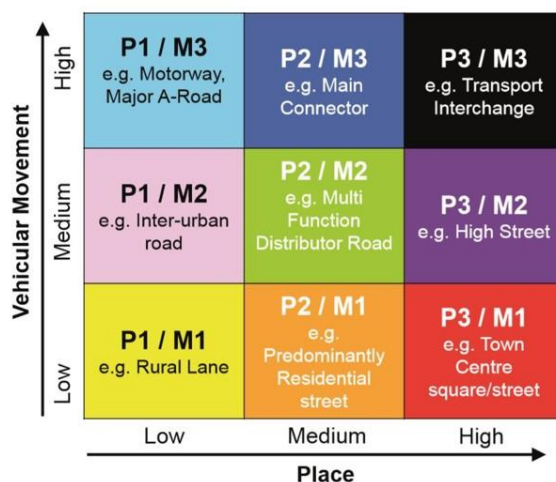 Vehicular Movement
High
Medium
Low
P1 / M3
e.g. Motorway,
Major A-Road
P2 / M3
e.g. Main
Connector
P3 / M3
e.g. Transport
Interchange
P1 / M2
e.g. Inter-urban
road
P2 / M2
e.g. Multi
Function
Distributor Road
P3 / M2
e.g. High Street
P1 / M1
e.g. Rural Lane
P2 / M1
e.g.
Predominantly
Residential
street
P3 / M1
e.g. Town
Centre
square/street
Low
Medium
High
Place